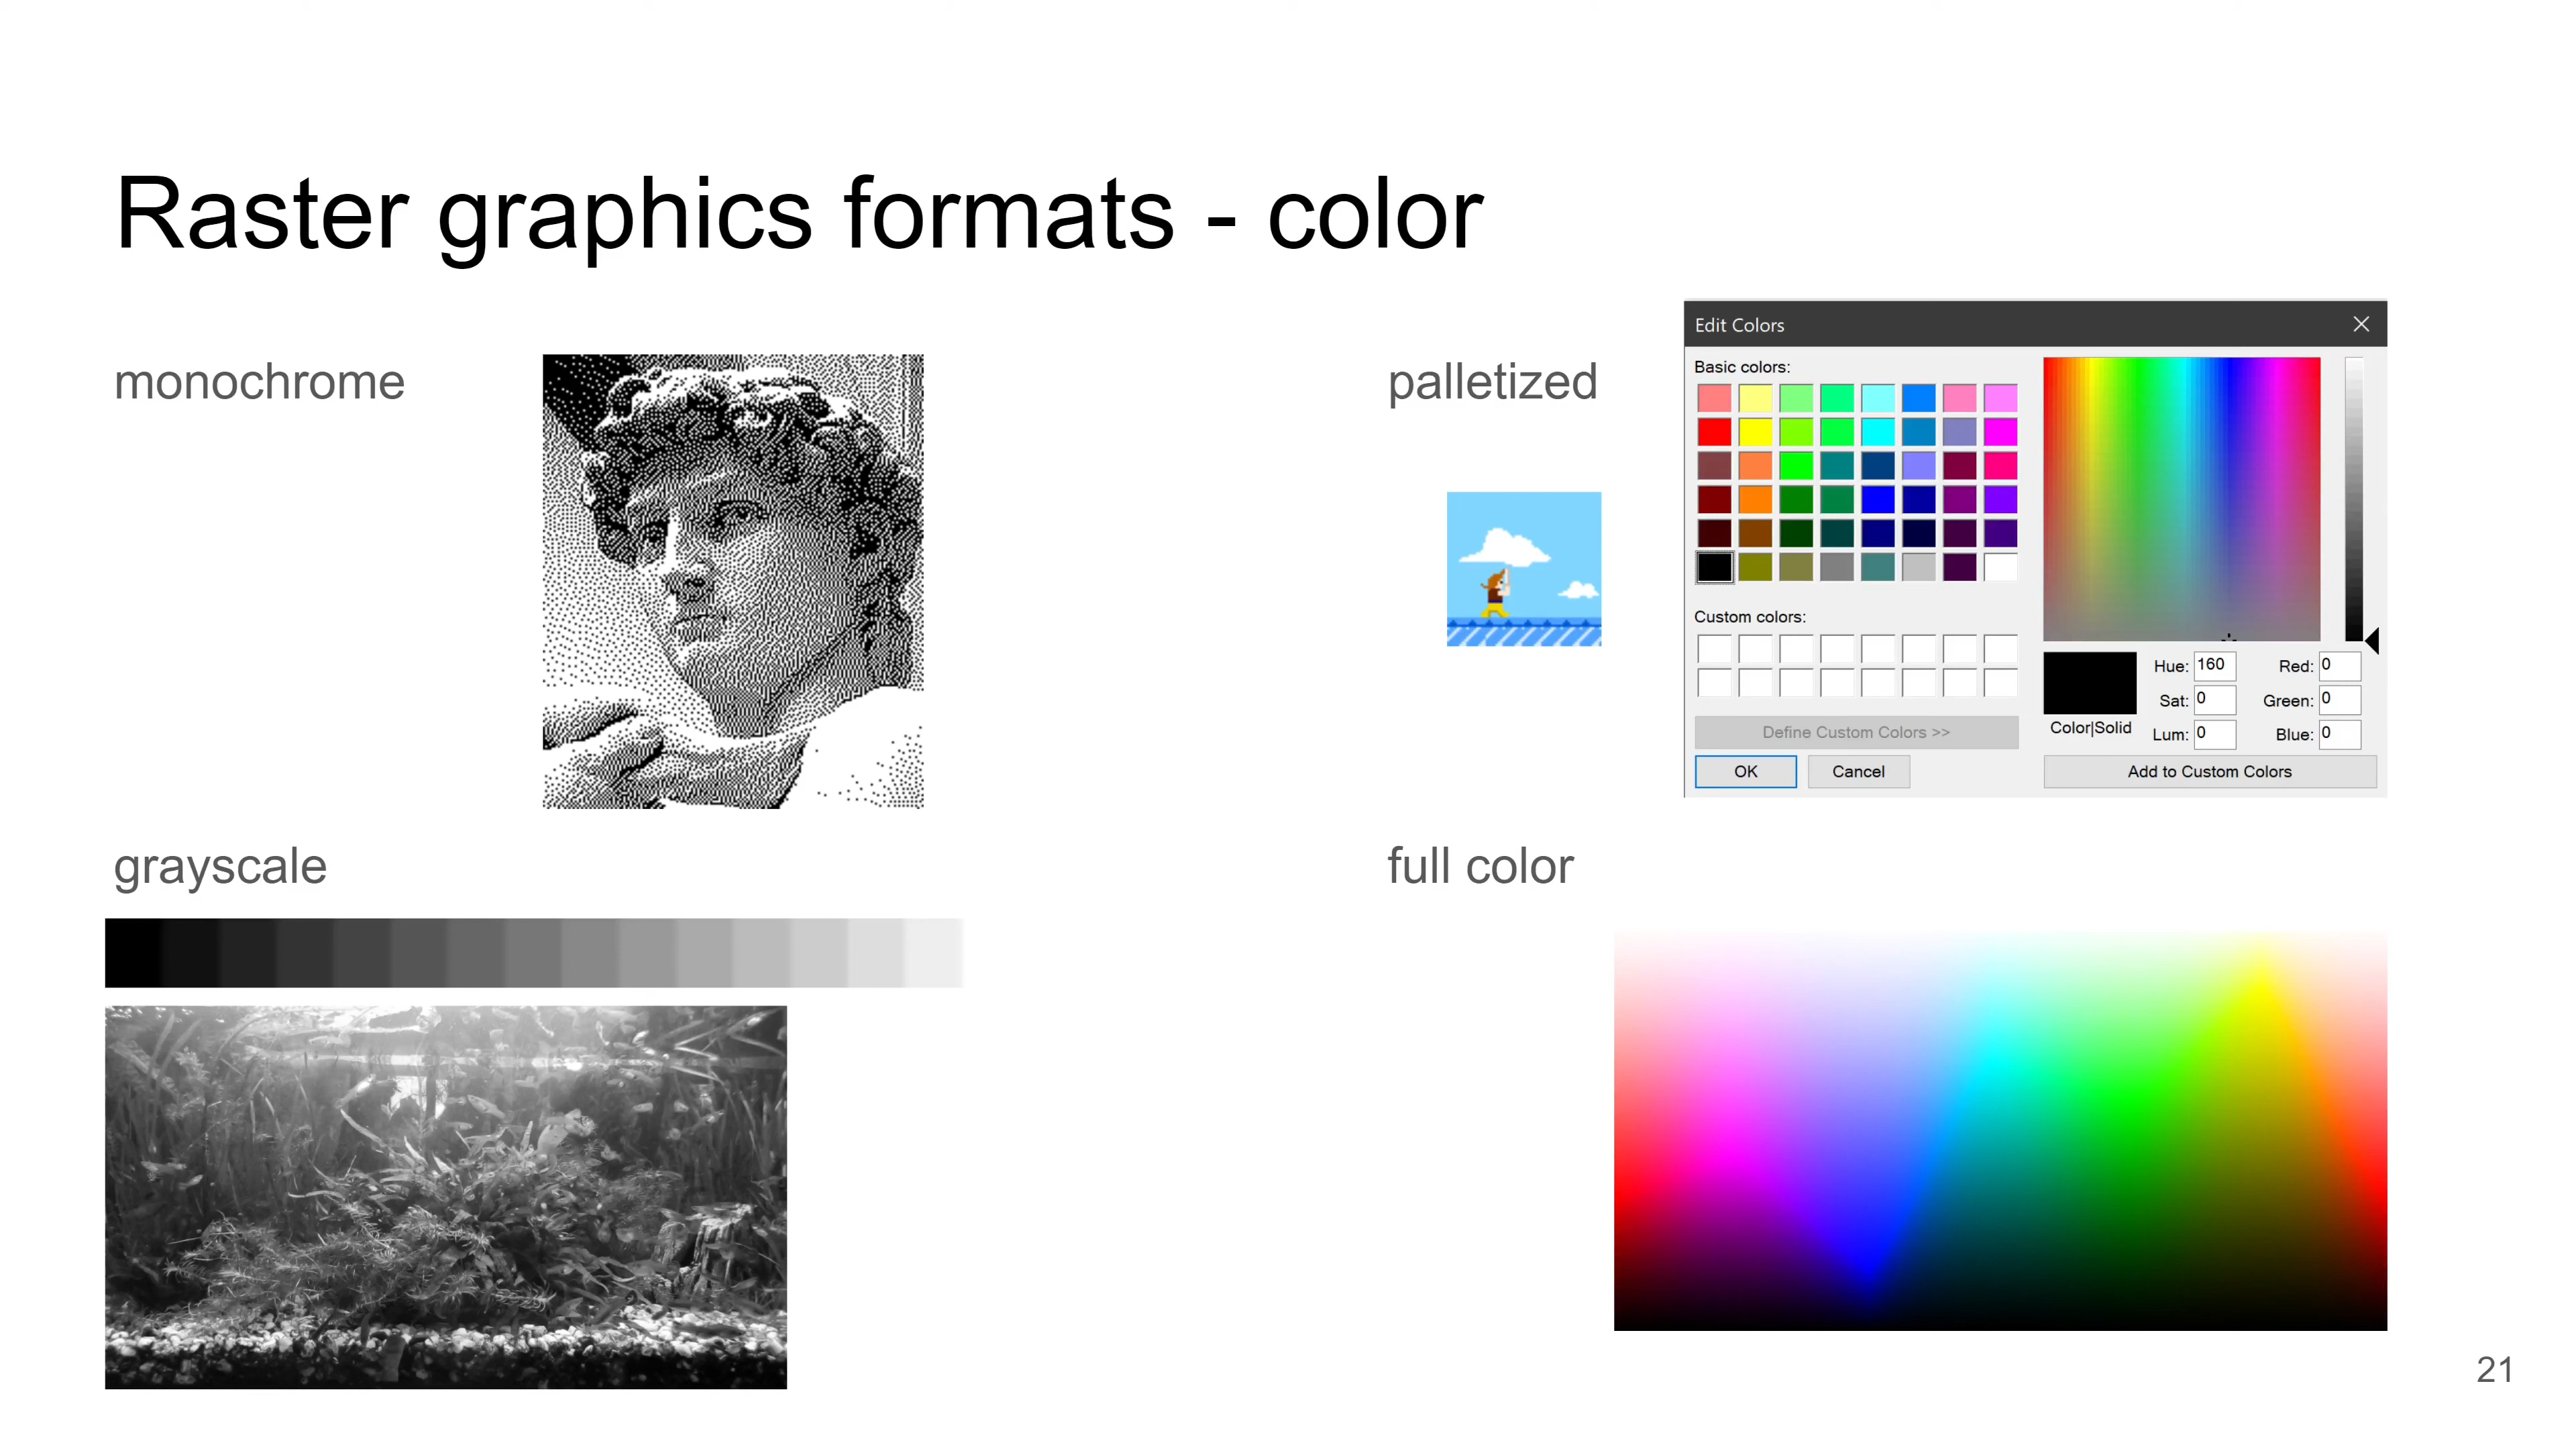 Raster graphics formats - color
monochrome
grayscale
palletized
Edit Colors
Basic colors:
Custom colors:
Define Custom Colors >>
OK
Cancel
Hue: 160
Red: 0
Sat: 0
Green: 0
Color|Solid
Lum: 0
Blue: 0
Add to Custom Colors
full color
21